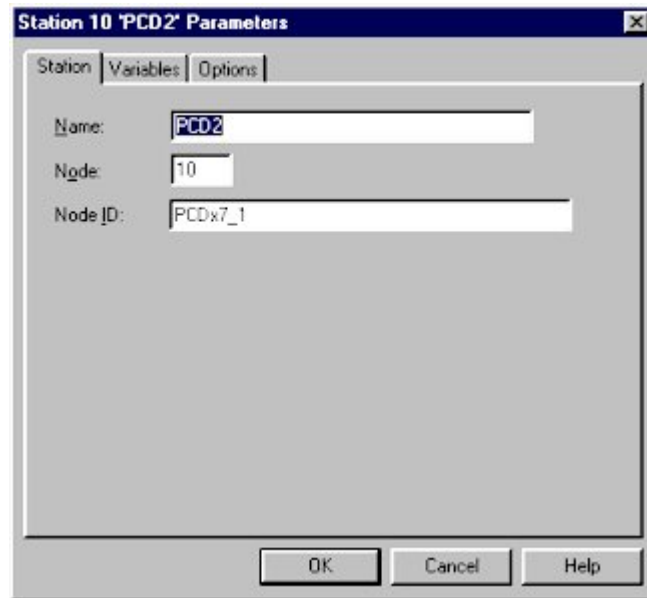 Station 10 'PCD2' Parameters
Station Variables Options
Name: PCD2
Node: 10
Node ID: PCDx7_1
OK Cancel Help